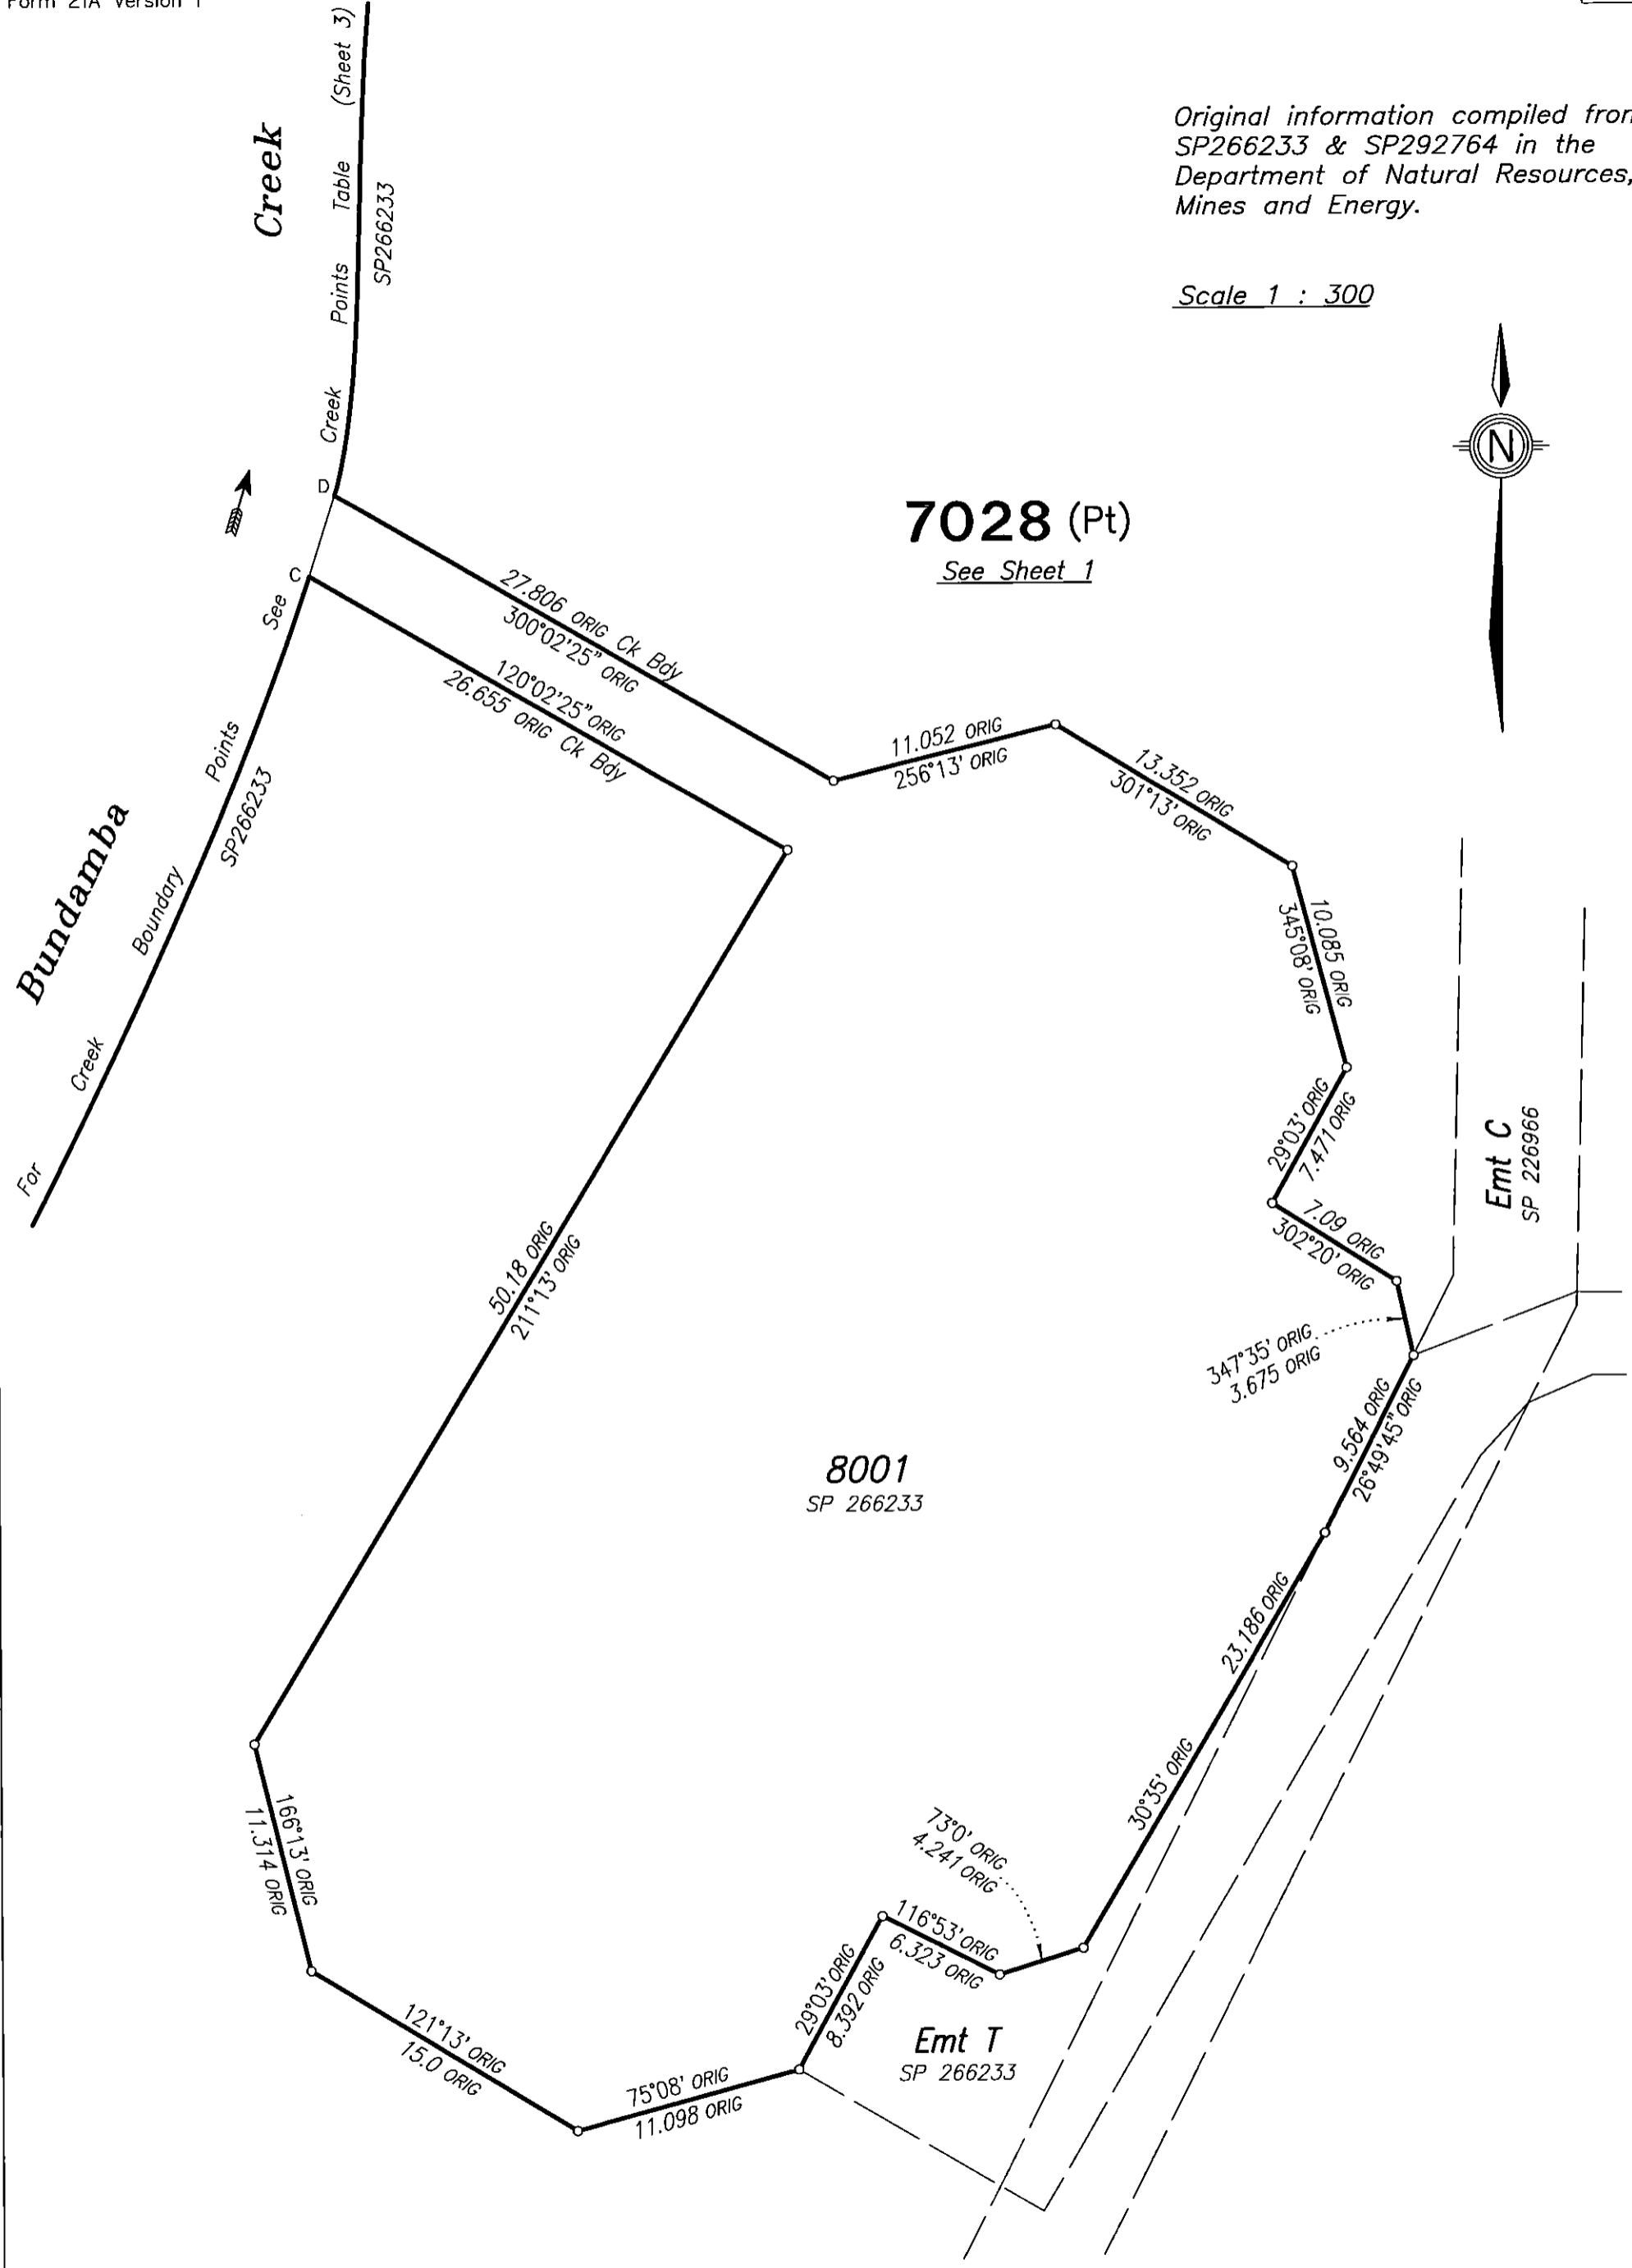 Form 21A Version 1
Original information compiled from
SP266233 & SP292764 in the
Department of Natural Resources,
Mines and Energy.
Scale 1 : 300
N
Bundamba Creek
For Creek Boundary Points See Creek Points Table (Sheet 3)
SP266233
SP266233
D
C
7028 (Pt)
See Sheet 1
27.806 ORIG Ck Bdy
300°02'25" ORIG
120°02'25" ORIG
26.655 ORIG Ck Bdy
11.052 ORIG
256°13' ORIG
13.352 ORIG
301°13' ORIG
10.085 ORIG
345°08' ORIG
29°03' ORIG
7.471 ORIG
7.09 ORIG
302°20' ORIG
347°35' ORIG
3.675 ORIG
Emt C
SP 226966
9.564 ORIG
26°49'45" ORIG
50.18 ORIG
211°13' ORIG
8001
SP 266233
23.186 ORIG
30°35' ORIG
73°0' ORIG
4.241 ORIG
116°53' ORIG
6.323 ORIG
29°03' ORIG
8.392 ORIG
Emt T
SP 266233
166°13' ORIG
11.314 ORIG
121°13' ORIG
15.0 ORIG
75°08' ORIG
11.098 ORIG